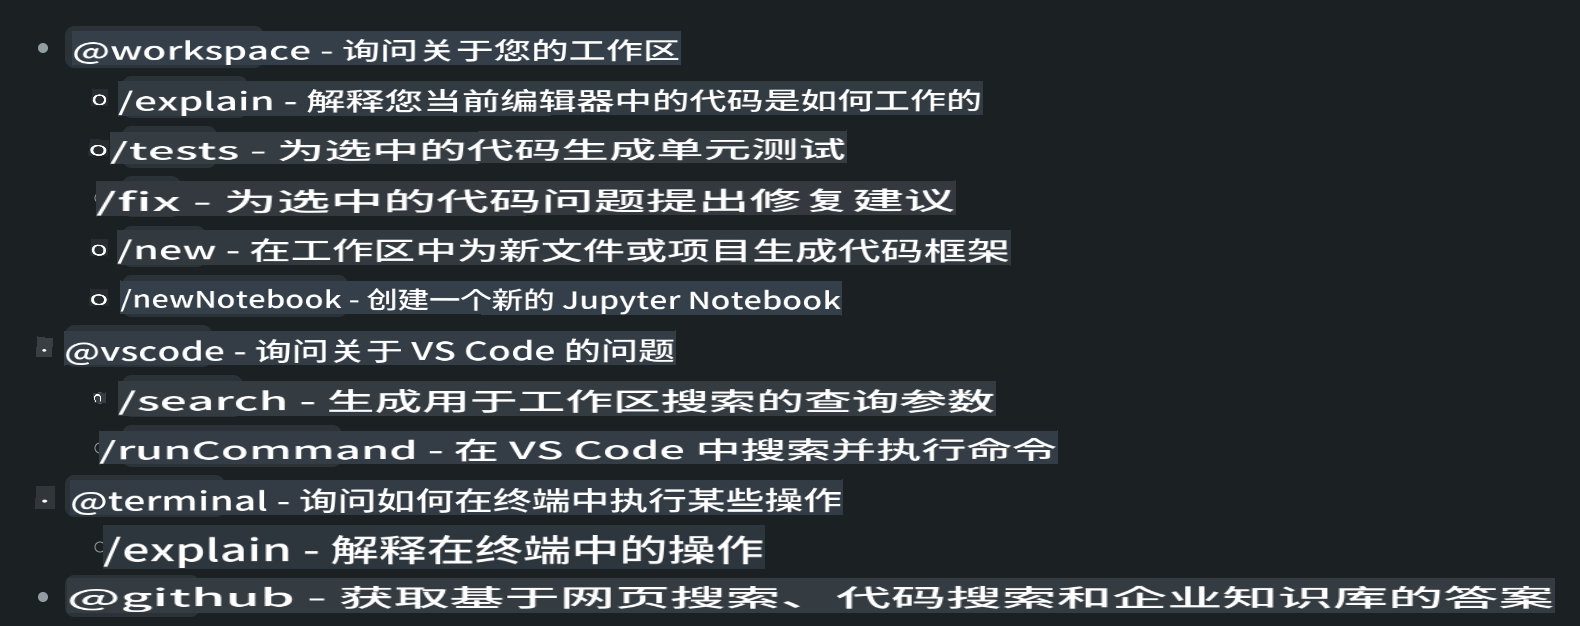 @workspace - 询问关于您的工作区
/explain - 解释您当前编辑器中的代码是如何工作的
/tests - 为选中的代码生成单元测试
/fix - 为选中的代码问题提出修复建议
/new - 在工作区中为新文件或项目生成代码框架
/newNotebook - 创建一个新的 Jupyter Notebook
@vscode - 询问关于 VS Code 的问题
/search - 生成用于工作区搜索的查询参数
/runCommand - 在 VS Code 中搜索并执行命令
@terminal - 询问如何在终端中执行某些操作
/explain - 解释在终端中的操作
@github - 获取基于网页搜索、代码搜索和企业知识库的答案